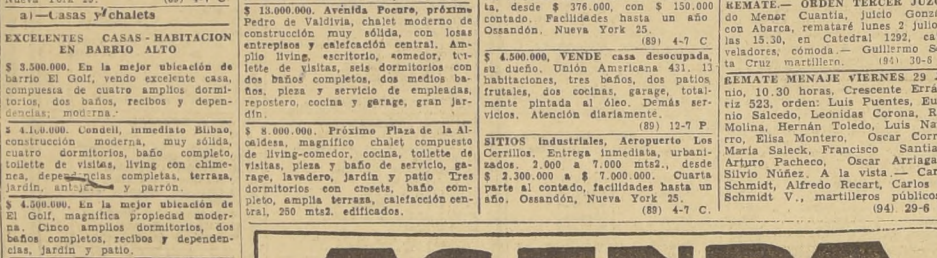 a)—Casas y chalets
EXCELENTES CASAS-HABITACION
EN BARRIO ALTO
$ 3.500.000. En la mejor ubicación de
barrio El Golf, vendo excelente casa,
compuesta de cuatro amplios dormi-
torios, dos baños, recibos y depen-
dencias; moderna.
$ 4.100.000. Condell, inmediato Bilbao,
construcción moderna, muy sólida,
cuatro dormitorios, baño completo,
toilette de visitas, living con chime-
nea, dependencias completas, terraza,
jardín, antejardín y parrón.
$ 4.500.000. En la mejor ubicación de
El Golf, magnífica propiedad moder-
na. Cinco amplios dormitorios, dos
baños completos, recibos y dependen-
cias, jardín y patio.
$ 13.000.000. Avenida Pocuro, próximo
Pedro de Valdivia, chalet moderno de
construcción muy sólida, con losas
entrepisos y calefacción central. Am-
plio living, escritorio, comedor, toi-
lette de visitas, seis dormitorios con
dos baños completos, dos medios ba-
ños, pieza y servicio de empleadas,
repostero, cocina y garage, gran jar-
dín.
$ 8.000.000. Próximo Plaza de la Al-
caldesa, magnífico chalet compuesto
de living-comedor, cocina, toilette de
visitas, pieza y baño de servicio, ga-
rage, lavadero, jardín y patio Tres
dormitorios con closets, baño com-
pleto, amplia terraza, calefacción cen-
tral, 250 mts2. edificados.
ta, desde $ 376.000, con $ 150.000
contado. Facilidades hasta un año
Ossandón, Nueva York 25.
(89) 4-7 C.
$ 4.500.000, VENDE casa desocupada,
su dueño. Unión Americana 431. 13
habitaciones, tres baños, dos patios,
frutales, dos cocinas, garage, total-
mente pintada al óleo. Demás ser-
vicios. Atención diariamente.
(89) 12-7 P
SITIOS industriales, Aeropuerto Los
Cerrillos. Entrega inmediata, urbani-
zados. 2.000 a 7.000 mts2., desde
$ 2.300.000 a $ 7.000.000. Cuarta
parte al contado, facilidades hasta un
año. Ossandón, Nueva York 25.
(89) 4-7 C.
REMATE.— ORDEN TERCER JUZG
do Menor Cuantía, juicio Gonz
con Abarca, remataré lunes 2 julio
las 15.30, en Catedral 1292, ca
veladores; cómoda.— Guillermo S
ta Cruz martillero. (94) 30-6
REMATE MENAJE VIERNES 29 J
nio, 10.30 horas, Crescente Errá
riz 523, orden: Luis Puentes, Eu
nio Salcedo, Leonidas Corona, R
Molina, Hernán Toledo, Luis Na
rro, Elisa Montero. Oscar Corr
María Saleck, Francisco Santia
Arturo Pacheco, Oscar Arriaga
Silvio Núñez. A la vista.— Car
Schmidt, Alfredo Recart, Carlos
Schmidt V., martilleros públicos
(94) 29-6